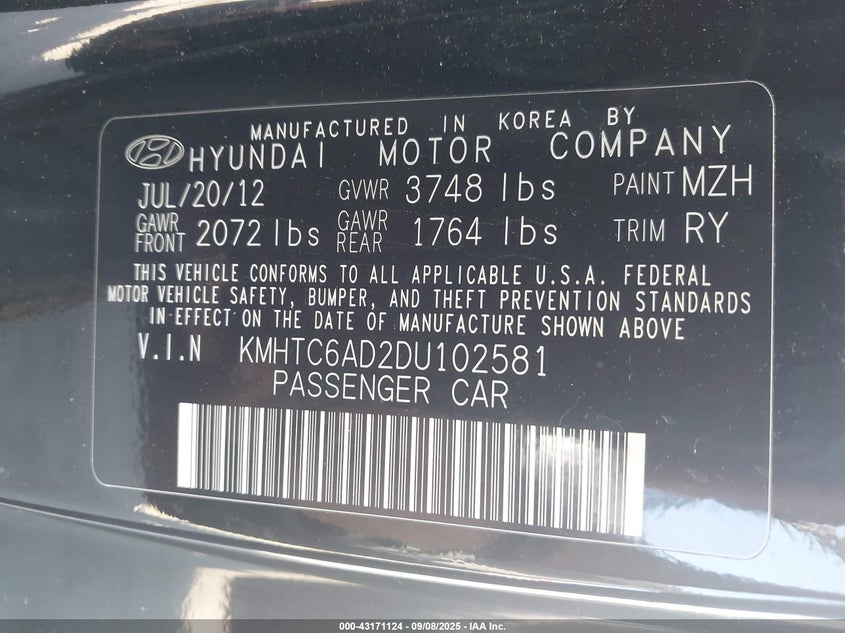 MANUFACTURED IN KOREA BY
HYUNDAI MOTOR COMPANY
JUL/20/12 GVWR 3748 lbs PAINT MZH
GAWR FRONT 2072 lbs GAWR REAR 1764 lbs TRIM RY
THIS VEHICLE CONFORMS TO ALL APPLICABLE U.S.A. FEDERAL
MOTOR VEHICLE SAFETY, BUMPER, AND THEFT PREVENTION STANDARDS
IN EFFECT ON THE DATE OF MANUFACTURE SHOWN ABOVE
V.I.N KMHTC6AD2DU102581
PASSENGER CAR
000-43171124 - 09/08/2025 - IAA Inc.